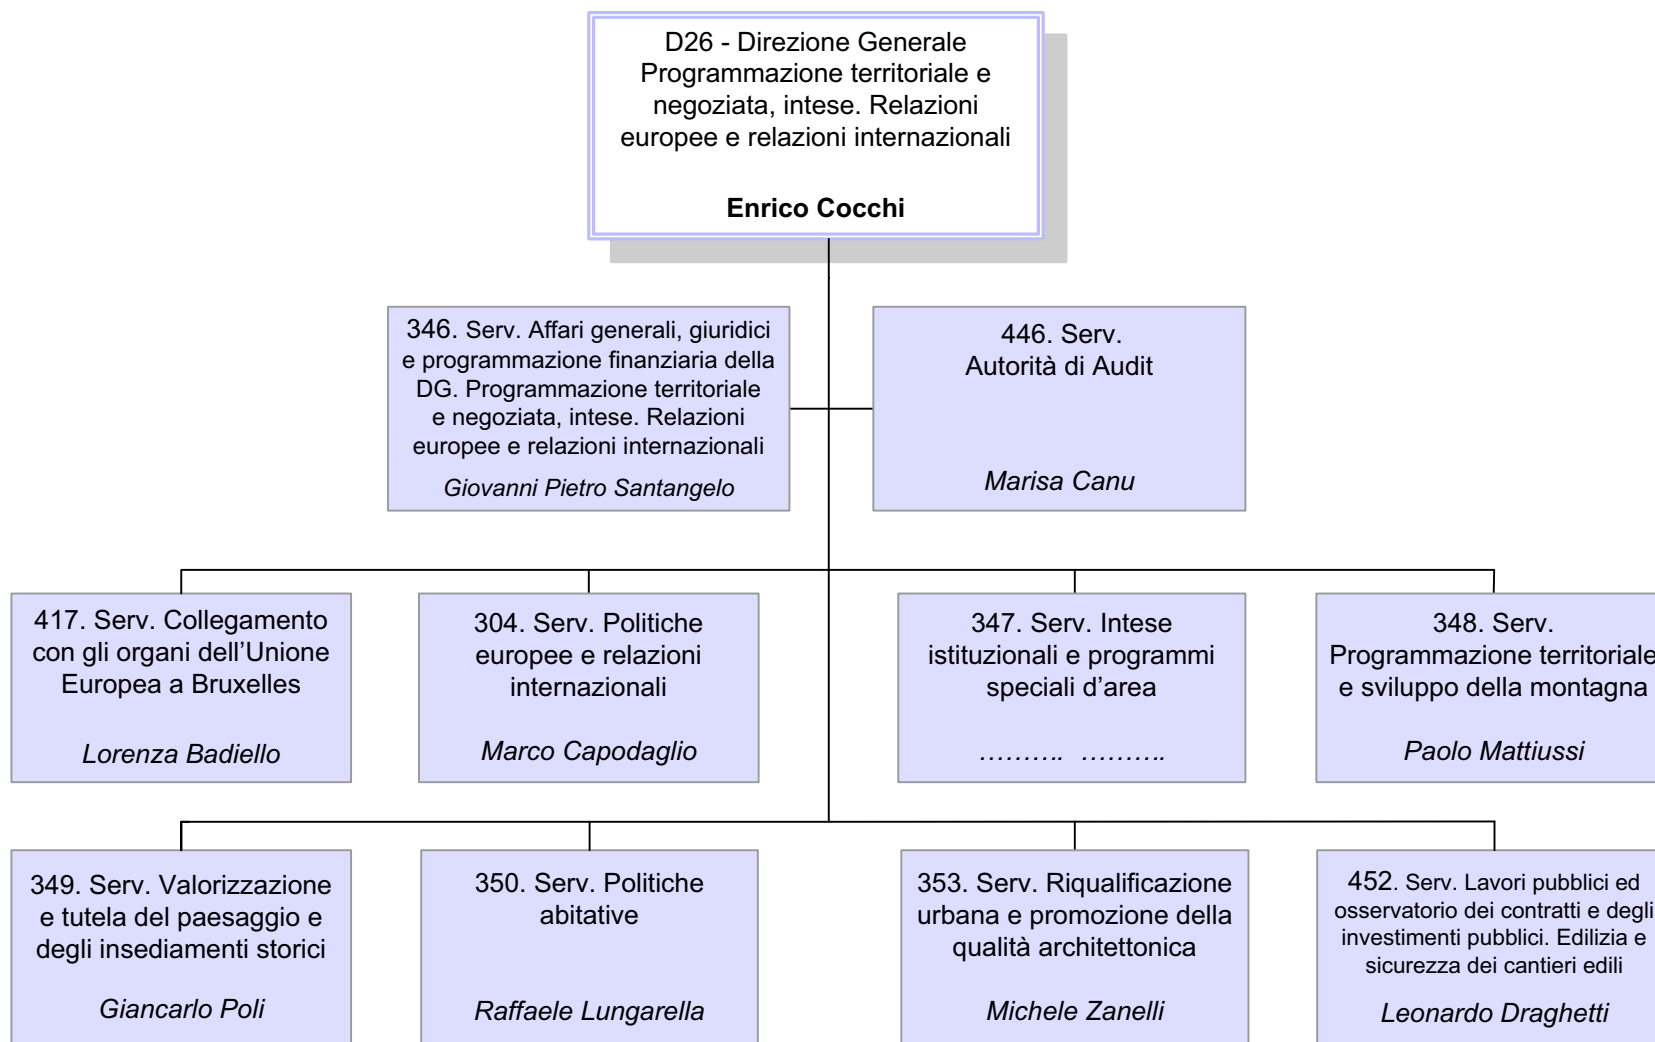 D26 - Direzione Generale
Programmazione territoriale e
negoziata, intese. Relazioni
europee e relazioni internazionali
Enrico Cocchi
346. Serv. Affari generali, giuridici
e programmazione finanziaria della
DG. Programmazione territoriale
e negoziata, intese. Relazioni
europee e relazioni internazionali
Giovanni Pietro Santangelo
446. Serv.
Autorità di Audit
Marisa Canu
417. Serv. Collegamento
con gli organi dell’Unione
Europea a Bruxelles
Lorenza Badiello
304. Serv. Politiche
europee e relazioni
internazionali
Marco Capodaglio
347. Serv. Intese
istituzionali e programmi
speciali d’area
………. ……….
348. Serv.
Programmazione territoriale
e sviluppo della montagna
Paolo Mattiussi
349. Serv. Valorizzazione
e tutela del paesaggio e
degli insediamenti storici
Giancarlo Poli
350. Serv. Politiche
abitative
Raffaele Lungarella
353. Serv. Riqualificazione
urbana e promozione della
qualità architettonica
Michele Zanelli
452. Serv. Lavori pubblici ed
osservatorio dei contratti e degli
investimenti pubblici. Edilizia e
sicurezza dei cantieri edili
Leonardo Draghetti